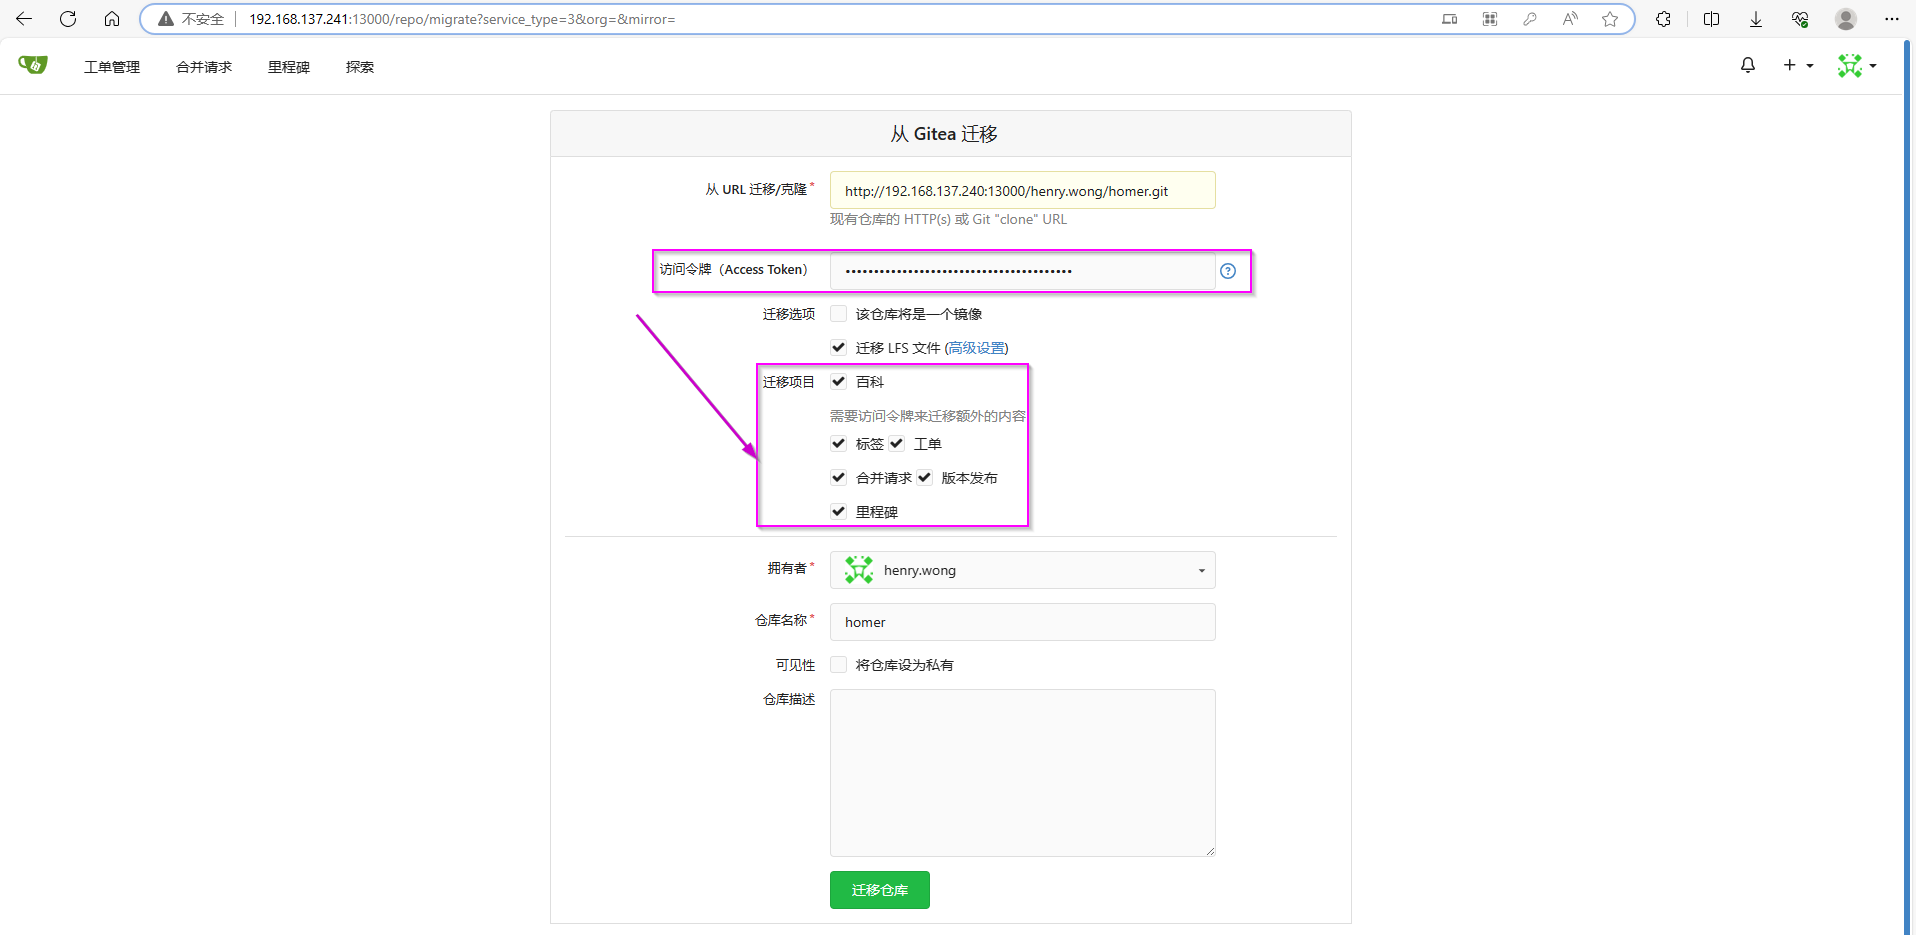 不安全 192.168.137.241:13000/repo/migrate?service_type=3&org=&mirror=
工单管理 合并请求 里程碑 探索
从 Gitea 迁移
从 URL 迁移/克隆* http://192.168.137.240:13000/henry.wong/homer.git
现有仓库的 HTTP(s) 或 Git "clone" URL
访问令牌（Access Token） ••••••••••••••••••••••••••••••••••••••••
迁移选项 该仓库将是一个镜像
迁移 LFS 文件 (高级设置)
迁移项目 百科
需要访问令牌来迁移额外的内容
标签 工单
合并请求 版本发布
里程碑
拥有者* henry.wong
仓库名称* homer
可见性 将仓库设为私有
仓库描述
迁移仓库